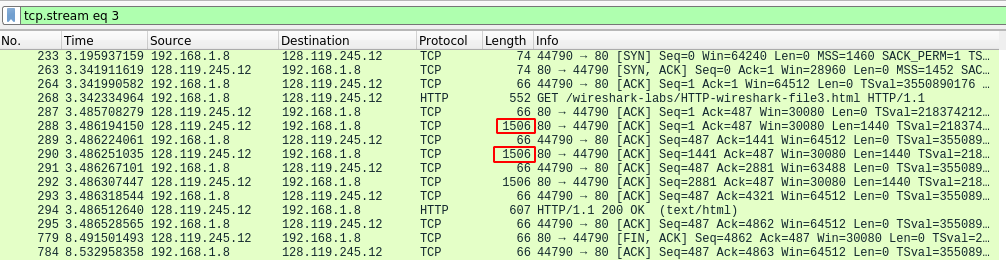 tcp.stream eq 3
No. Time Source Destination Protocol Length Info
233 3.195937159 192.168.1.8 128.119.245.12 TCP 74 44790 → 80 [SYN] Seq=0 Win=64240 Len=0 MSS=1460 SACK_PERM=1 TS…
263 3.341911619 128.119.245.12 192.168.1.8 TCP 74 80 → 44790 [SYN, ACK] Seq=0 Ack=1 Win=28960 Len=0 MSS=1452 SAC…
264 3.341990582 192.168.1.8 128.119.245.12 TCP 66 44790 → 80 [ACK] Seq=1 Ack=1 Win=64512 Len=0 TSval=3550890176 …
268 3.342334964 192.168.1.8 128.119.245.12 HTTP 552 GET /wireshark-labs/HTTP-wireshark-file3.html HTTP/1.1
287 3.485708279 128.119.245.12 192.168.1.8 TCP 66 80 → 44790 [ACK] Seq=1 Ack=487 Win=30080 Len=0 TSval=218374212…
288 3.486194150 128.119.245.12 192.168.1.8 TCP 1506 80 → 44790 [ACK] Seq=1 Ack=487 Win=30080 Len=1440 TSval=218374…
289 3.486224061 192.168.1.8 128.119.245.12 TCP 66 44790 → 80 [ACK] Seq=487 Ack=1441 Win=64512 Len=0 TSval=355089…
290 3.486251035 128.119.245.12 192.168.1.8 TCP 1506 80 → 44790 [ACK] Seq=1441 Ack=487 Win=30080 Len=1440 TSval=218…
291 3.486267101 192.168.1.8 128.119.245.12 TCP 66 44790 → 80 [ACK] Seq=487 Ack=2881 Win=63488 Len=0 TSval=355089…
292 3.486307447 128.119.245.12 192.168.1.8 TCP 1506 80 → 44790 [ACK] Seq=2881 Ack=487 Win=30080 Len=1440 TSval=218…
293 3.486318544 192.168.1.8 128.119.245.12 TCP 66 44790 → 80 [ACK] Seq=487 Ack=4321 Win=64512 Len=0 TSval=355089…
294 3.486512640 128.119.245.12 192.168.1.8 HTTP 607 HTTP/1.1 200 OK (text/html)
295 3.486528565 192.168.1.8 128.119.245.12 TCP 66 44790 → 80 [ACK] Seq=487 Ack=4862 Win=64512 Len=0 TSval=355089…
779 8.491501493 128.119.245.12 192.168.1.8 TCP 66 80 → 44790 [FIN, ACK] Seq=4862 Ack=487 Win=30080 Len=0 TSval=2…
784 8.532958358 192.168.1.8 128.119.245.12 TCP 66 44790 → 80 [ACK] Seq=487 Ack=4863 Win=64512 Len=0 TSval=355089…